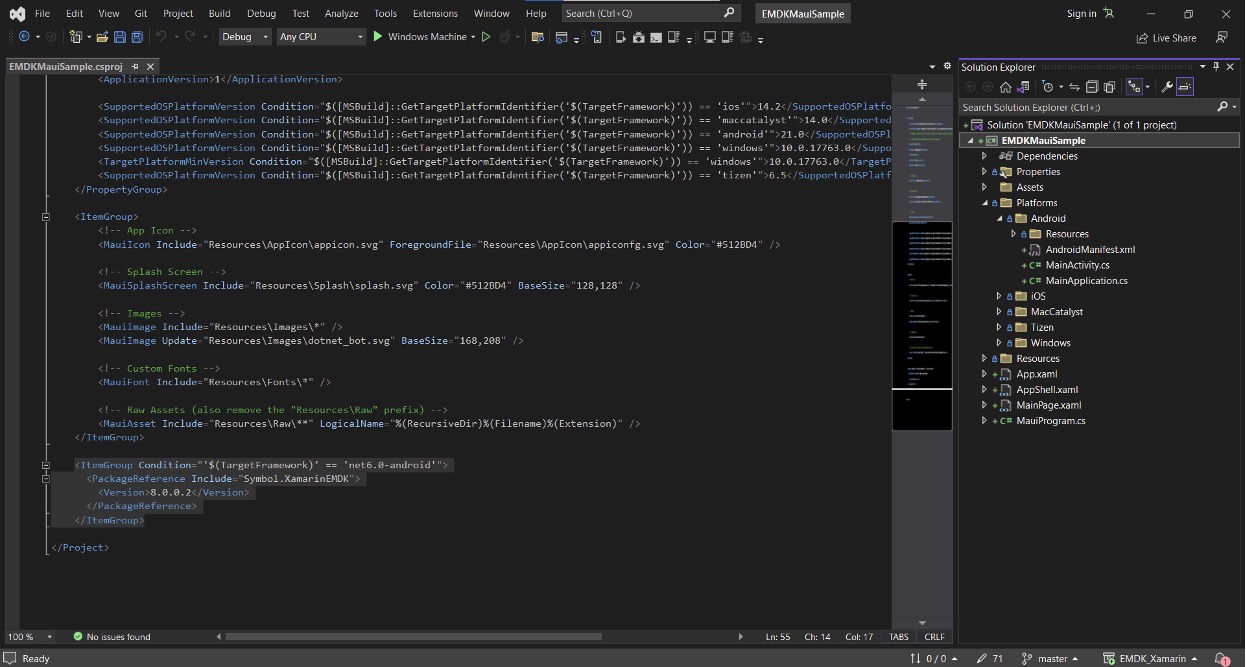 File Edit View Git Project Build Debug Test Analyze Tools Extensions Window Help Search (Ctrl+Q) EMDKMauiSample Sign in
Debug Any CPU Windows Machine Live Share
EMDKMauiSample.csproj
<ApplicationVersion>1</ApplicationVersion>
<SupportedOSPlatformVersion Condition="$([MSBuild]::GetTargetPlatformIdentifier('$(TargetFramework)')) == 'ios'">14.2</SupportedOSPlatfo
<SupportedOSPlatformVersion Condition="$([MSBuild]::GetTargetPlatformIdentifier('$(TargetFramework)')) == 'maccatalyst'">14.0</Supported
<SupportedOSPlatformVersion Condition="$([MSBuild]::GetTargetPlatformIdentifier('$(TargetFramework)')) == 'android'">21.0</SupportedOSPl
<SupportedOSPlatformVersion Condition="$([MSBuild]::GetTargetPlatformIdentifier('$(TargetFramework)')) == 'windows'">10.0.17763.0</Suppo
<TargetPlatformMinVersion Condition="$([MSBuild]::GetTargetPlatformIdentifier('$(TargetFramework)')) == 'windows'">10.0.17763.0</TargetP
<SupportedOSPlatformVersion Condition="$([MSBuild]::GetTargetPlatformIdentifier('$(TargetFramework)')) == 'tizen'">6.5</SupportedOSPlatf
</PropertyGroup>
<ItemGroup>
<!-- App Icon -->
<MauiIcon Include="Resources\AppIcon\appicon.svg" ForegroundFile="Resources\AppIcon\appiconfg.svg" Color="#512BD4" />
<!-- Splash Screen -->
<MauiSplashScreen Include="Resources\Splash\splash.svg" Color="#512BD4" BaseSize="128,128" />
<!-- Images -->
<MauiImage Include="Resources\Images\*" />
<MauiImage Update="Resources\Images\dotnet_bot.svg" BaseSize="168,208" />
<!-- Custom Fonts -->
<MauiFont Include="Resources\Fonts\*" />
<!-- Raw Assets (also remove the "Resources\Raw" prefix) -->
<MauiAsset Include="Resources\Raw\**" LogicalName="%(RecursiveDir)%(Filename)%(Extension)" />
</ItemGroup>
<ItemGroup Condition="'$(TargetFramework)' == 'net6.0-android'">
<PackageReference Include="Symbol.XamarinEMDK">
<Version>8.0.0.2</Version>
</PackageReference>
</ItemGroup>
</Project>
100 % No issues found Ln: 55 Ch: 14 Col: 17 TABS CRLF
Solution Explorer
Search Solution Explorer (Ctrl+;)
Solution 'EMDKMauiSample' (1 of 1 project)
EMDKMauiSample
Dependencies
Properties
Assets
Platforms
Android
Resources
AndroidManifest.xml
C# MainActivity.cs
C# MainApplication.cs
iOS
MacCatalyst
Tizen
Windows
Resources
App.xaml
AppShell.xaml
MainPage.xaml
C# MauiProgram.cs
Ready 0 / 0 71 master EMDK_Xamarin 1